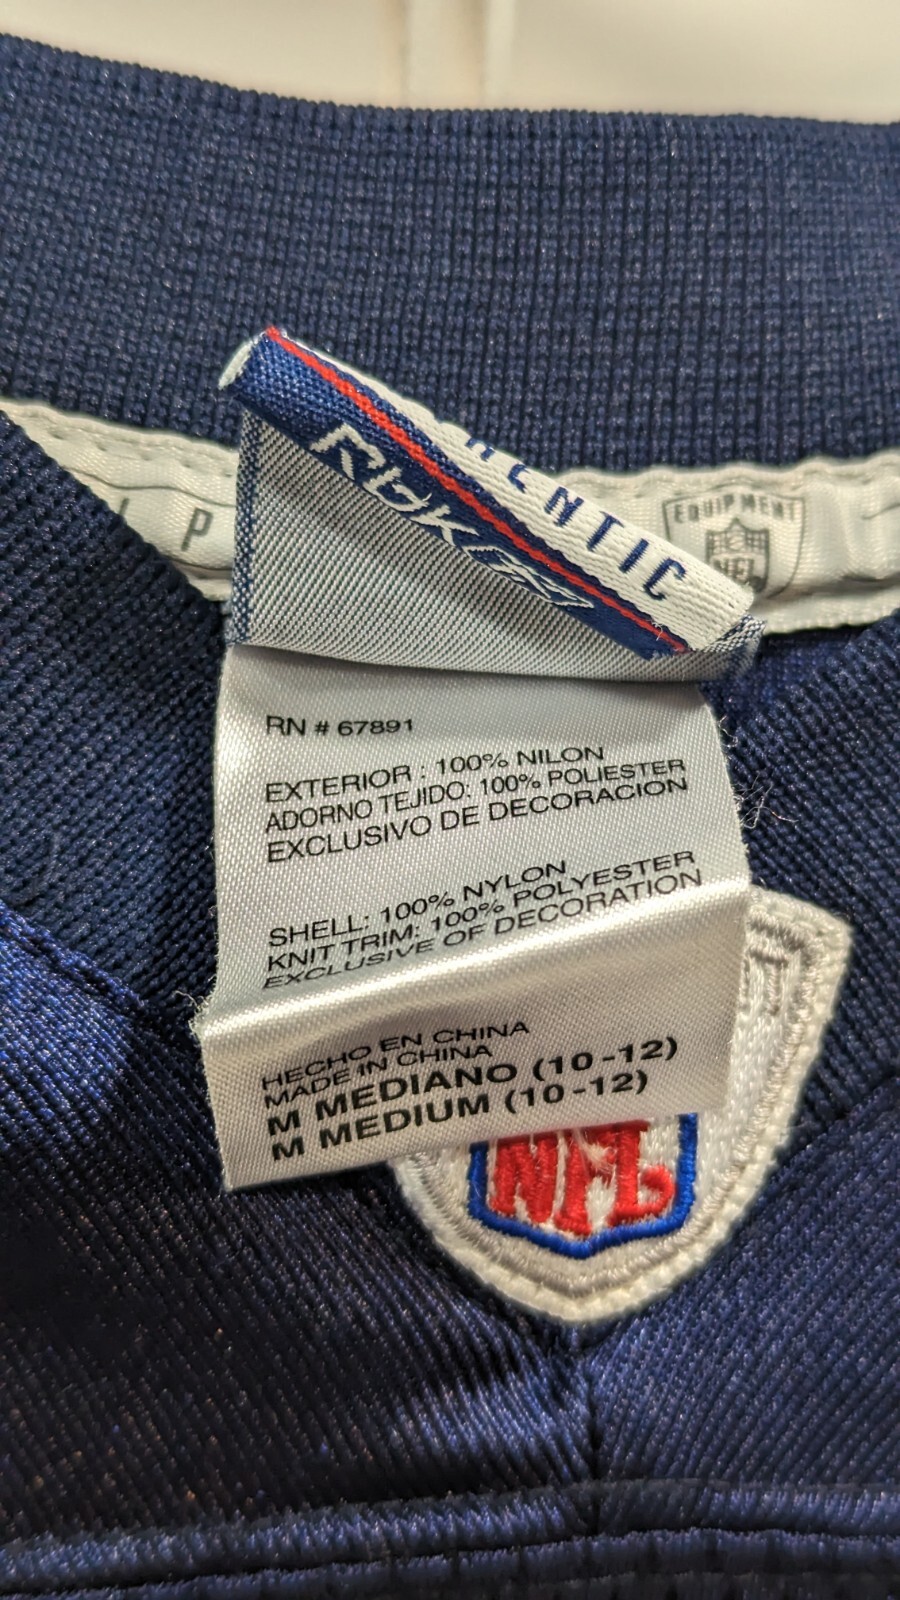 RBK
ENTIC
P
EQUIPMENT
NFL
RN # 67891
EXTERIOR : 100% NILON
ADORNO TEJIDO: 100% POLIESTER
EXCLUSIVO DE DECORACION
SHELL: 100% NYLON
KNIT TRIM: 100% POLYESTER
EXCLUSIVE OF DECORATION
HECHO EN CHINA
MADE IN CHINA
M MEDIANO (10-12)
M MEDIUM (10-12)
NFL